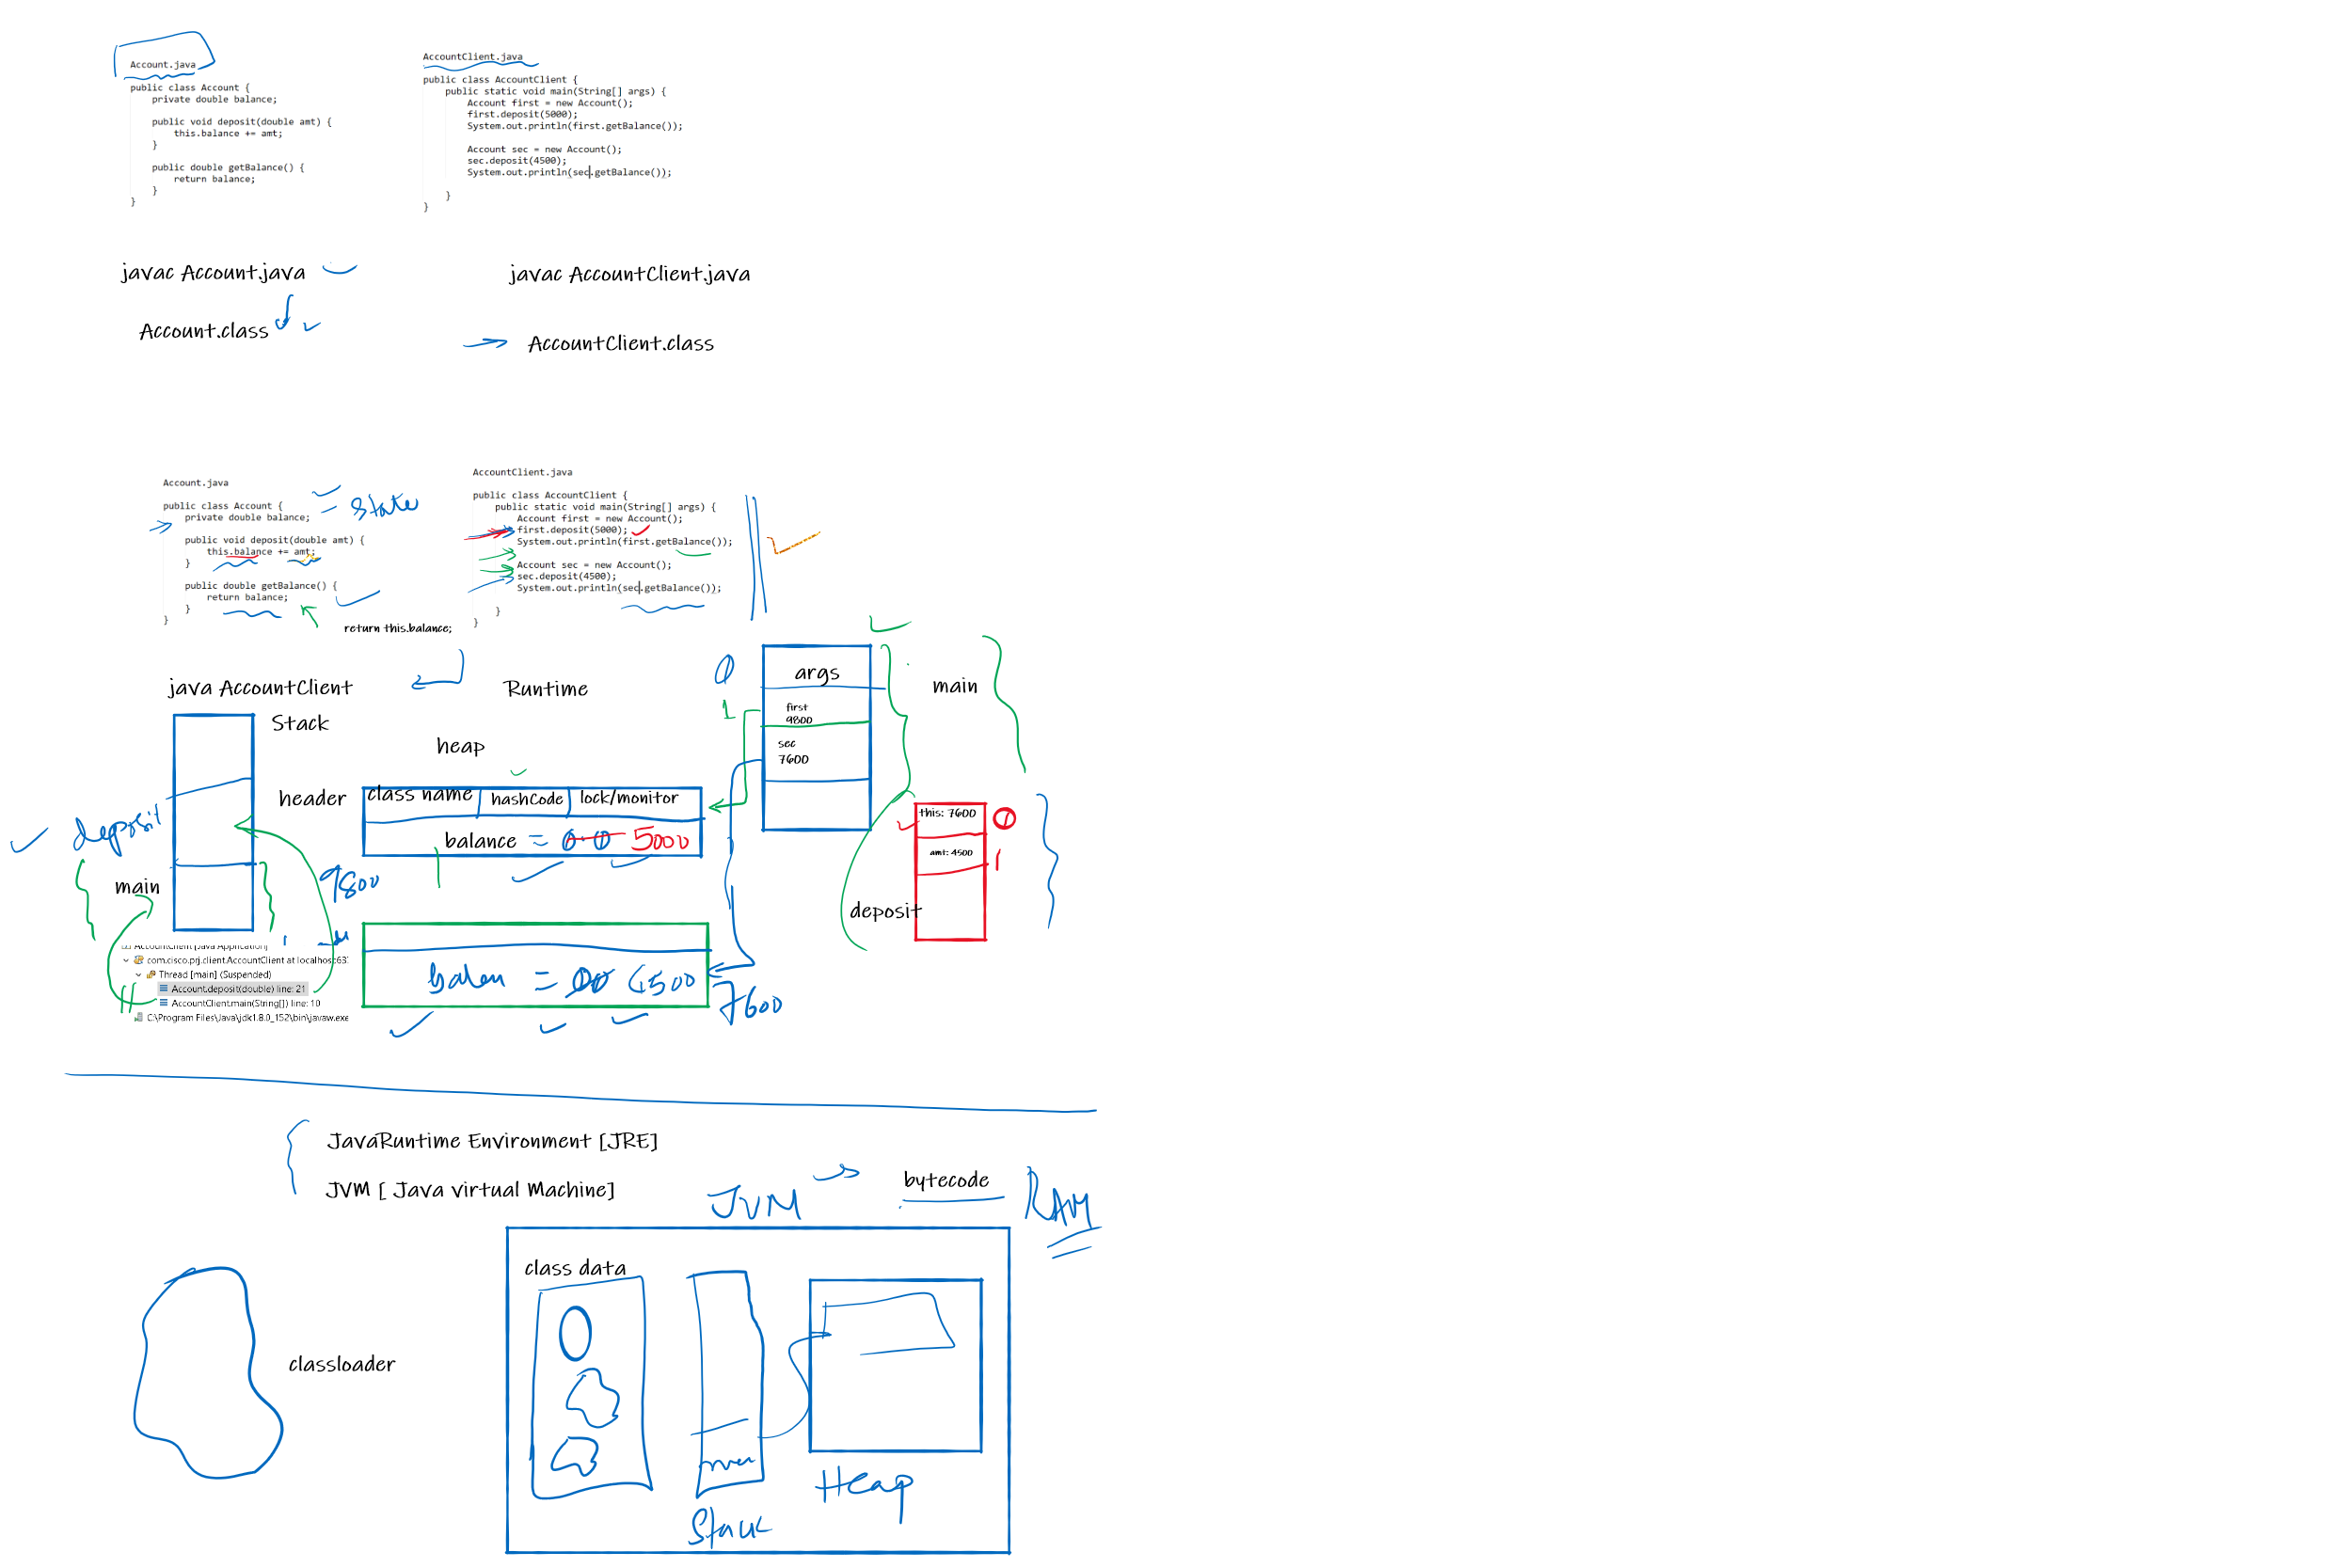 Account.java
public class Account {
private double balance;
public void deposit(double amt) {
this.balance += amt;
}
public double getBalance() {
return balance;
}
}
AccountClient.java
public class AccountClient {
public static void main(String[] args) {
Account first = new Account();
first.deposit(5000);
System.out.println(first.getBalance());
Account sec = new Account();
sec.deposit(4500);
System.out.println(sec.getBalance());
}
}
javac Account.java
javac AccountClient.java
Account.class
AccountClient.class
Account.java
public class Account {
private double balance;
state
public void deposit(double amt) {
this.balance += amt;
}
public double getBalance() {
return balance;
}
}
return this.balance;
AccountClient.java
public class AccountClient {
public static void main(String[] args) {
Account first = new Account();
first.deposit(5000);
System.out.println(first.getBalance());
Account sec = new Account();
sec.deposit(4500);
System.out.println(sec.getBalance());
}
}
java AccountClient
Runtime
Stack
heap
header
class name
hashCode
lock/monitor
balance = 0.0 5000
9800
deposit
main
0
args
1
first
9800
sec
7600
main
this: 7600
0
amt: 4500
1
deposit
AccountClient [Java Application]
com.cisco.prj.client.AccountClient at localhost:63
Thread [main] (Suspended)
Account.deposit(double) line: 21
AccountClient.main(String[]) line: 10
C:\Program Files\Java\jdk1.8.0_152\bin\javaw.exe
= 4500
7600
JavaRuntime Environment [JRE]
JVM [ Java virtual Machine]
JVM
bytecode
RAM
class data
classloader
Stack
Heap